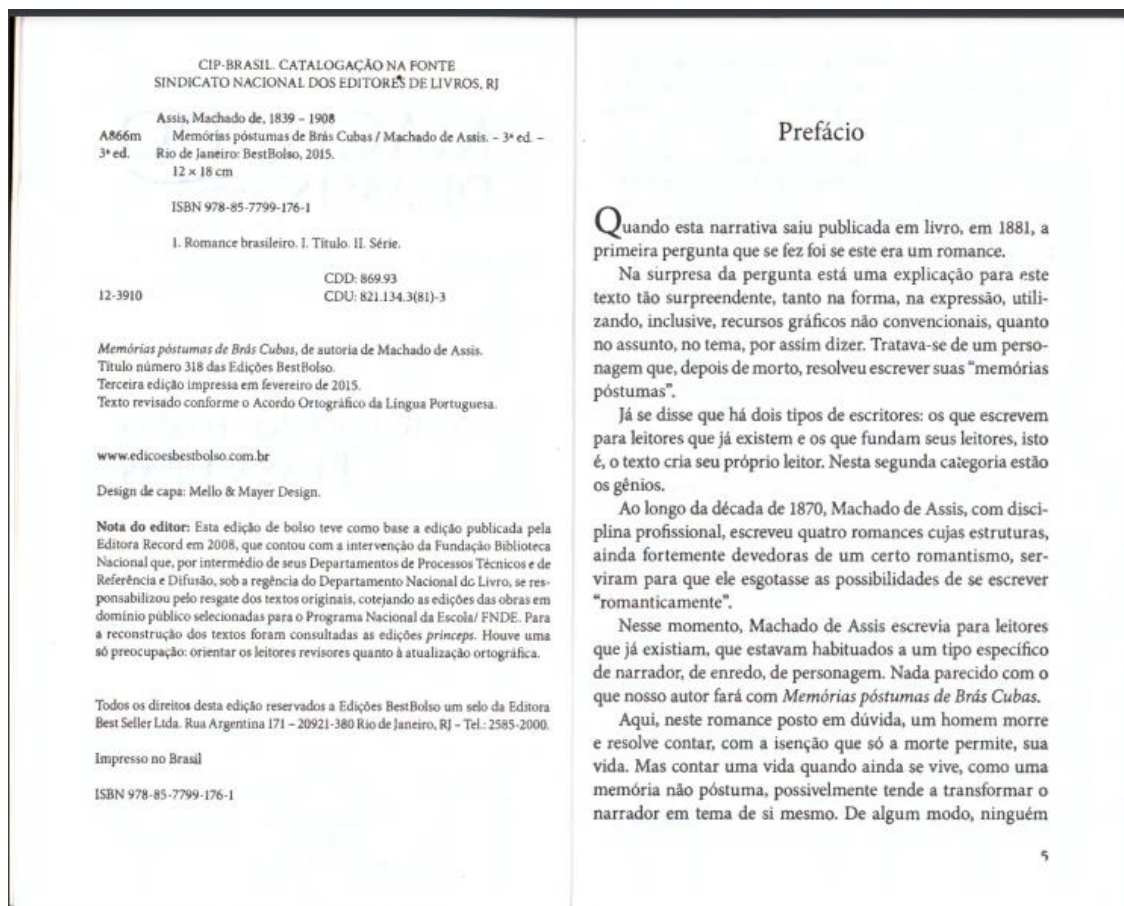 CIP-BRASIL. CATALOGAÇÃO NA FONTE
SINDICATO NACIONAL DOS EDITORES DE LIVROS, RJ
Assis, Machado de, 1839 – 1908
A866m Memórias póstumas de Brás Cubas / Machado de Assis. – 3ª ed. –
3ª ed. Rio de Janeiro: BestBolso, 2015.
12 × 18 cm
ISBN 978-85-7799-176-1
1. Romance brasileiro. I. Título. II. Série.
CDD: 869.93
12-3910 CDU: 821.134.3(81)-3
Memórias póstumas de Brás Cubas, de autoria de Machado de Assis.
Título número 318 das Edições BestBolso.
Terceira edição impressa em fevereiro de 2015.
Texto revisado conforme o Acordo Ortográfico da Língua Portuguesa.
www.edicoesbestbolso.com.br
Design de capa: Mello & Mayer Design.
Nota do editor: Esta edição de bolso teve como base a edição publicada pela
Editora Record em 2008, que contou com a intervenção da Fundação Biblioteca
Nacional que, por intermédio de seus Departamentos de Processos Técnicos e de
Referência e Difusão, sob a regência do Departamento Nacional do Livro, se res-
ponsabilizou pelo resgate dos textos originais, cotejando as edições das obras em
domínio público selecionadas para o Programa Nacional da Escola/ FNDE. Para
a reconstrução dos textos foram consultadas as edições princeps. Houve uma
só preocupação: orientar os leitores revisores quanto à atualização ortográfica.
Todos os direitos desta edição reservados a Edições BestBolso um selo da Editora
Best Seller Ltda. Rua Argentina 171 – 20921-380 Rio de Janeiro, RJ – Tel.: 2585-2000.
Impresso no Brasil
ISBN 978-85-7799-176-1
Prefácio
Quando esta narrativa saiu publicada em livro, em 1881, a
primeira pergunta que se fez foi se este era um romance.
Na surpresa da pergunta está uma explicação para este
texto tão surpreendente, tanto na forma, na expressão, utili-
zando, inclusive, recursos gráficos não convencionais, quanto
no assunto, no tema, por assim dizer. Tratava-se de um perso-
nagem que, depois de morto, resolveu escrever suas “memórias
póstumas”.
Já se disse que há dois tipos de escritores: os que escrevem
para leitores que já existem e os que fundam seus leitores, isto
é, o texto cria seu próprio leitor. Nesta segunda categoria estão
os gênios.
Ao longo da década de 1870, Machado de Assis, com disci-
plina profissional, escreveu quatro romances cujas estruturas,
ainda fortemente devedoras de um certo romantismo, ser-
viram para que ele esgotasse as possibilidades de se escrever
“romanticamente”.
Nesse momento, Machado de Assis escrevia para leitores
que já existiam, que estavam habituados a um tipo específico
de narrador, de enredo, de personagem. Nada parecido com o
que nosso autor fará com Memórias póstumas de Brás Cubas.
Aqui, neste romance posto em dúvida, um homem morre
e resolve contar, com a isenção que só a morte permite, sua
vida. Mas contar uma vida quando ainda se vive, como uma
memória não póstuma, possivelmente tende a transformar o
narrador em tema de si mesmo. De algum modo, ninguém
5